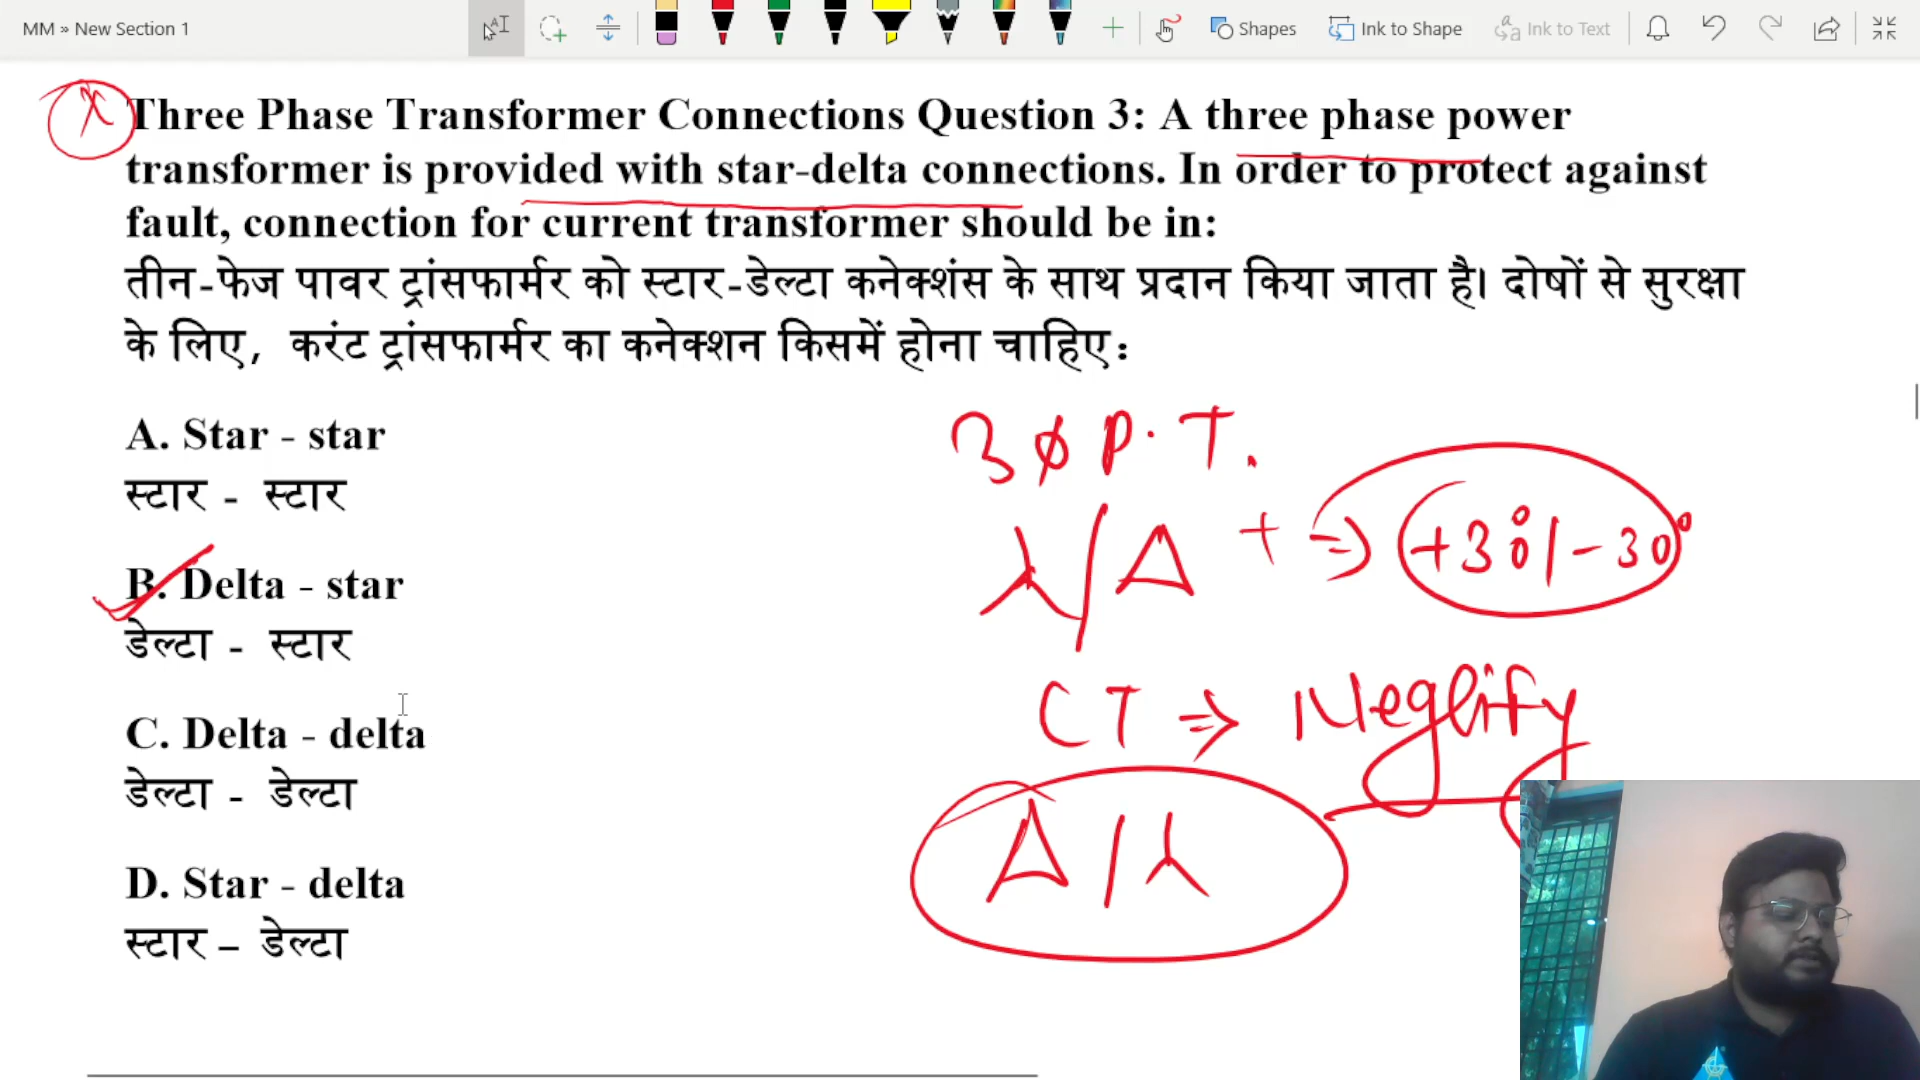 MM » New Section 1
Shapes
Ink to Shape
Ink to Text
Three Phase Transformer Connections Question 3: A three phase power
transformer is provided with star-delta connections. In order to protect against
fault, connection for current transformer should be in:
तीन-फेज पावर ट्रांसफार्मर को स्टार-डेल्टा कनेक्शंस के साथ प्रदान किया जाता है। दोषों से सुरक्षा
के लिए, करंट ट्रांसफार्मर का कनेक्शन किसमें होना चाहिए:
A. Star - star
स्टार - स्टार
B. Delta - star
डेल्टा - स्टार
C. Delta - delta
डेल्टा - डेल्टा
D. Star - delta
स्टार – डेल्टा
3 φ P. T.
⅄/Δ + ⇒ +30°/-30°
CT ⇒ Neglify
Δ/⅄